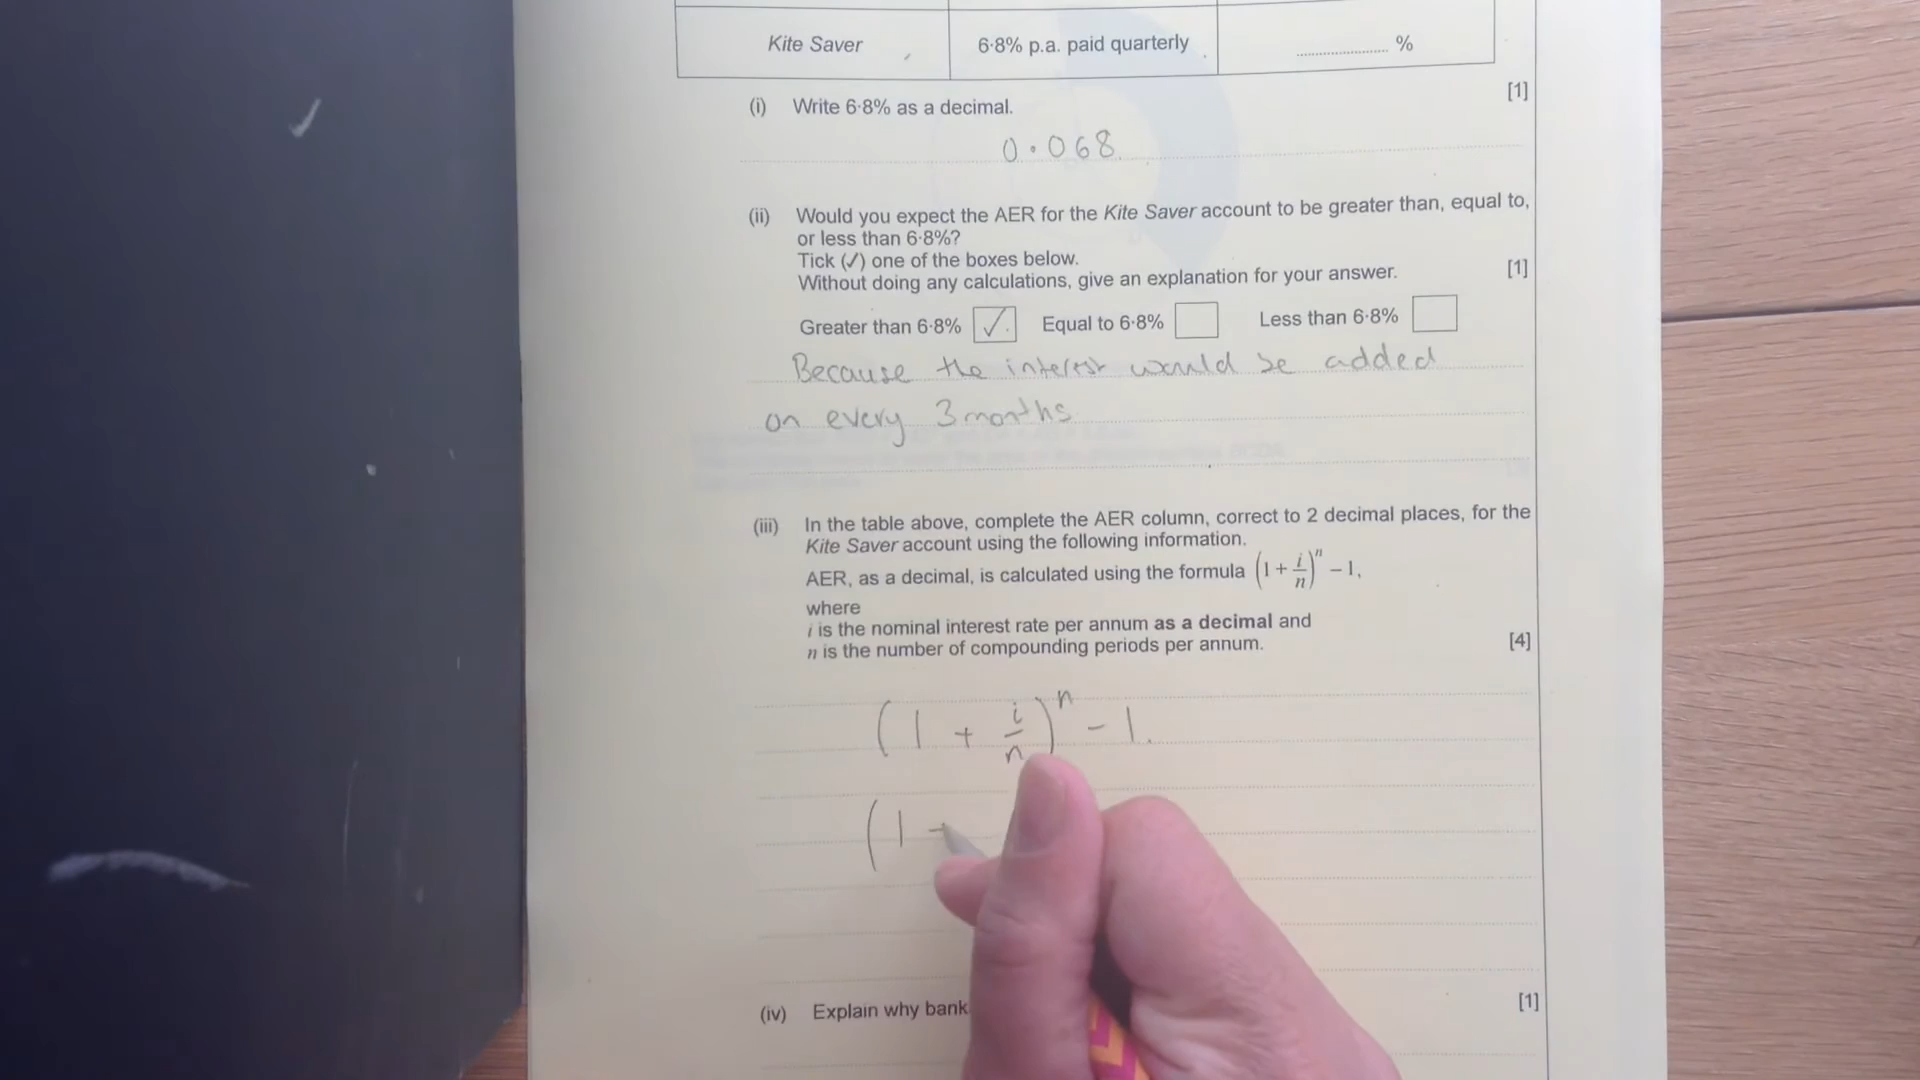 Kite Saver 6·8% p.a. paid quarterly ........................ %
[1]
(i) Write 6·8% as a decimal.
0.068
(ii) Would you expect the AER for the Kite Saver account to be greater than, equal to,
or less than 6·8%?
Tick (✓) one of the boxes below.
Without doing any calculations, give an explanation for your answer. [1]
Greater than 6·8% ✓ Equal to 6·8% Less than 6·8%
Because the interest would be added
on every 3 months
(iii) In the table above, complete the AER column, correct to 2 decimal places, for the
Kite Saver account using the following information.
AER, as a decimal, is calculated using the formula (1 + i/n)^n − 1,
where
i is the nominal interest rate per annum as a decimal and
n is the number of compounding periods per annum. [4]
(1 + i/n)^n − 1.
(1 +
(iv) Explain why bank [1]